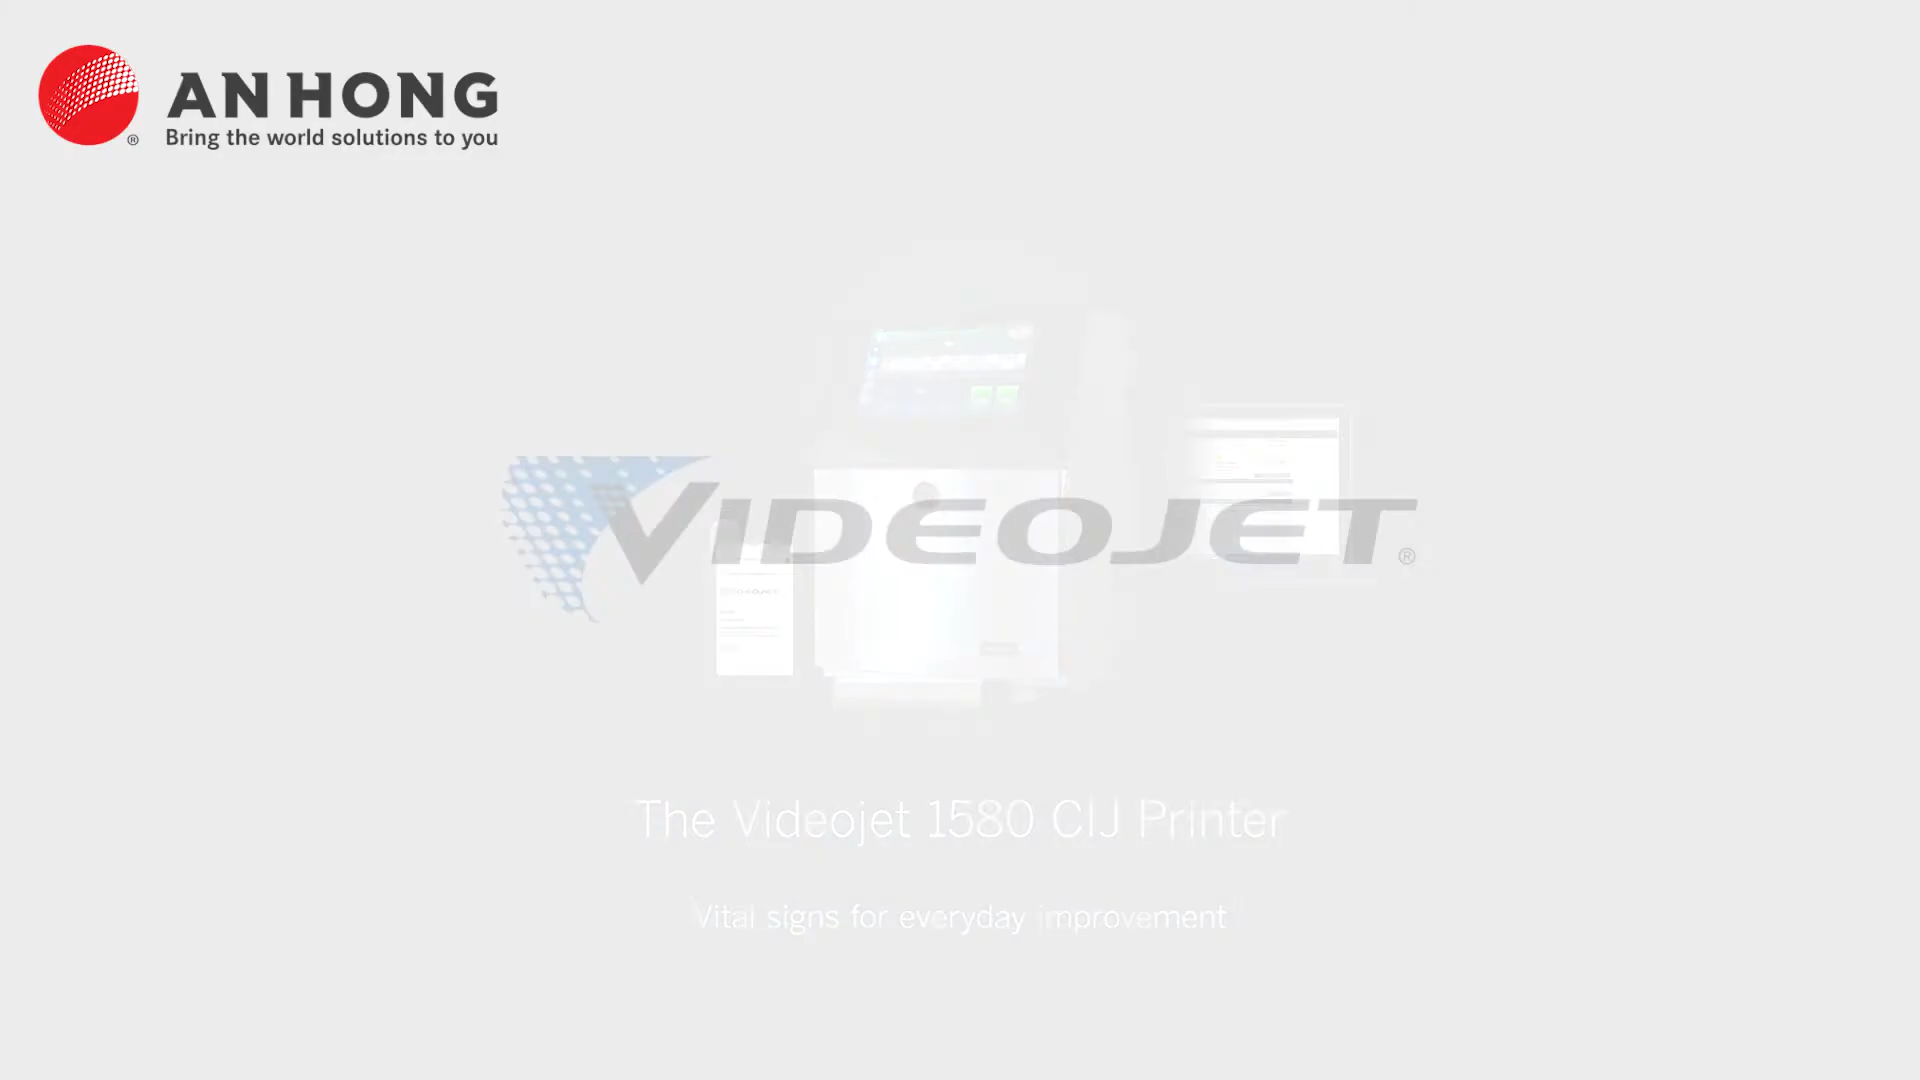 AN HONG
Bring the world solutions to you
VIDEOJET
The Videojet 1580 CIJ Printer
Vital signs for everyday improvement